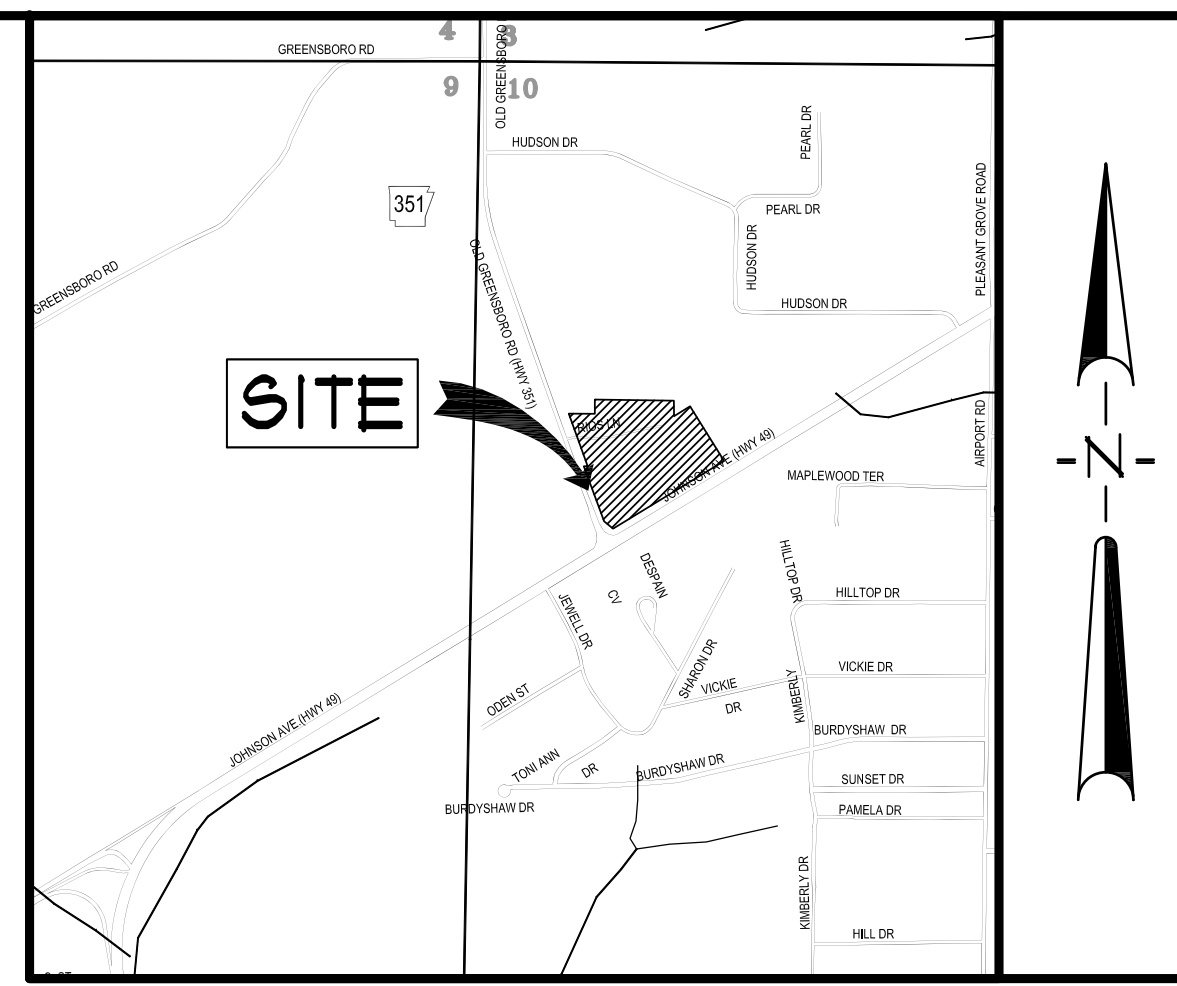 4
3
GREENSBORO RD
OLD GREENSBORO
9
10
HUDSON DR
PEARL DR
351
PEARL DR
PLEASANT GROVE ROAD
HUDSON DR
GREENSBORO RD
OLD GREENSBORO RD (HWY 351)
HUDSON DR
SITE
RIOS LN
JOHNSON AVE (HWY 49)
AIRPORT RD
-N-
MAPLEWOOD TER
DESPAIN
CV
HILLTOP DR
HILLTOP DR
JEWELL DR
SHARON DR
VICKIE DR
VICKIE
DR
KIMBERLY
ODEN ST
JOHNSON AVE (HWY 49)
BURDYSHAW DR
TONI ANN
DR
BURDYSHAW DR
SUNSET DR
BURDYSHAW DR
PAMELA DR
KIMBERLY DR
HILL DR